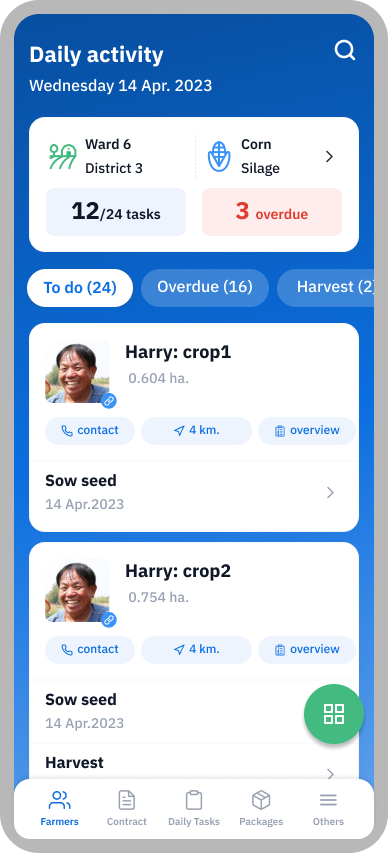 Daily activity
Wednesday 14 Apr. 2023
Ward 6
District 3
Corn
Silage
12/24 tasks
3 overdue
To do (24)
Overdue (16)
Harvest (2)
Harry: crop1
0.604 ha.
contact
4 km.
overview
Sow seed
14 Apr.2023
Harry: crop2
0.754 ha.
contact
4 km.
overview
Sow seed
14 Apr.2023
Harvest
Farmers
Contract
Daily Tasks
Packages
Others